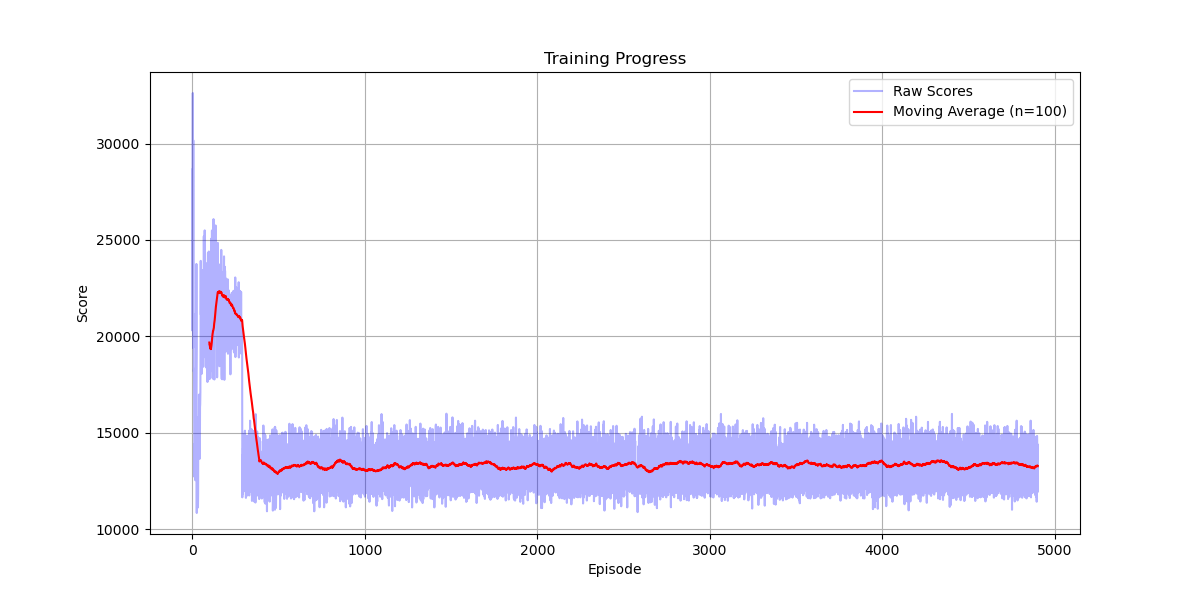 Training Progress
Raw Scores
Moving Average (n=100)
30000
25000
20000
15000
10000
Score
0
1000
2000
3000
4000
5000
Episode